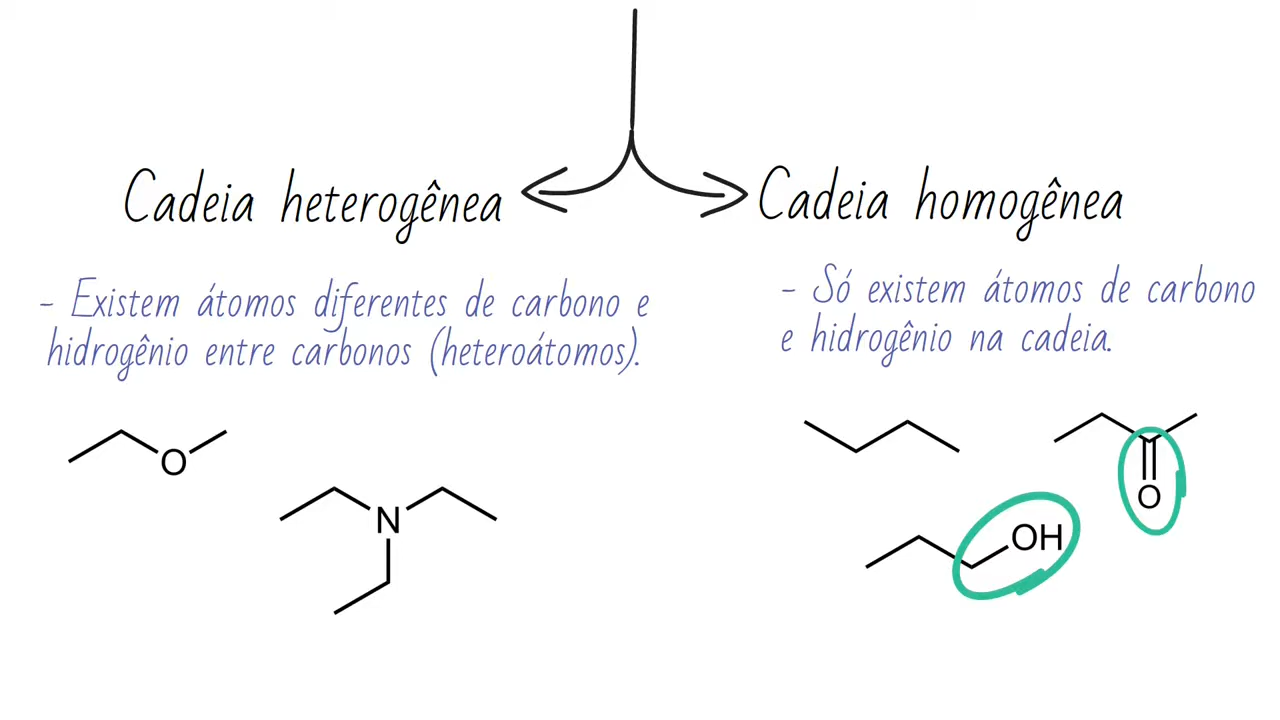 Cadeia heterogênea
Cadeia homogênea
- Existem átomos diferentes de carbono e
hidrogênio entre carbonos (heteroátomos).
- Só existem átomos de carbono
e hidrogênio na cadeia.
O
N
O
OH